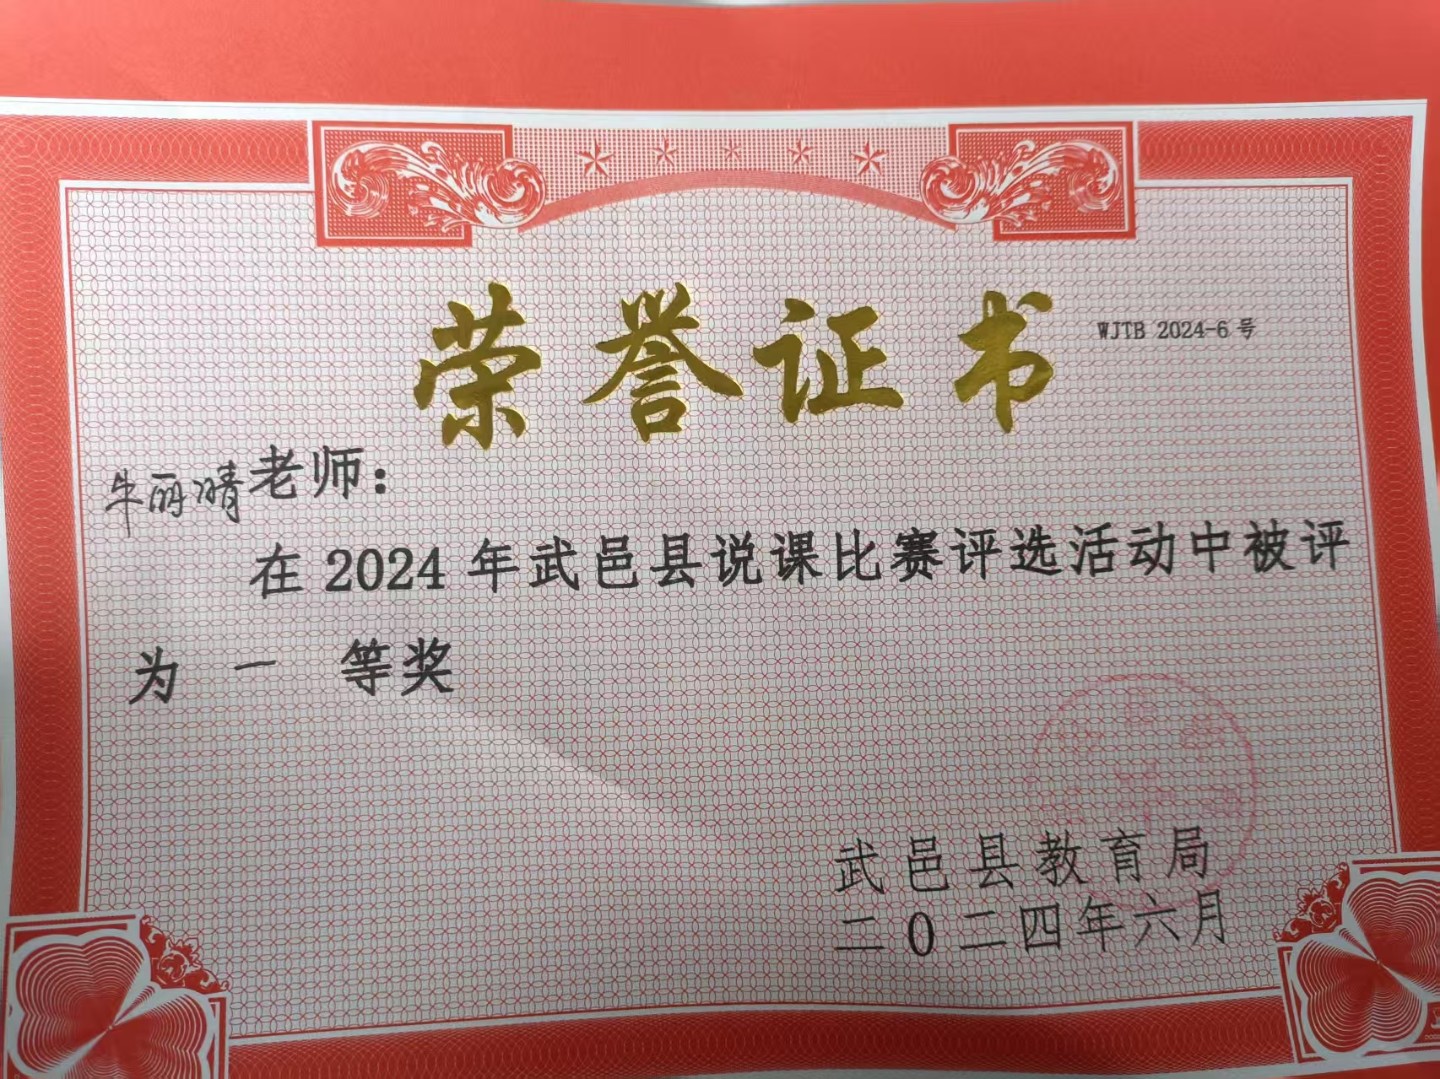 荣誉证书
WJTB 2024-6 号
牛丽晴老师：
在 2024 年武邑县说课比赛评选活动中被评
为 一 等奖
武邑县教育局
二〇二四年六月